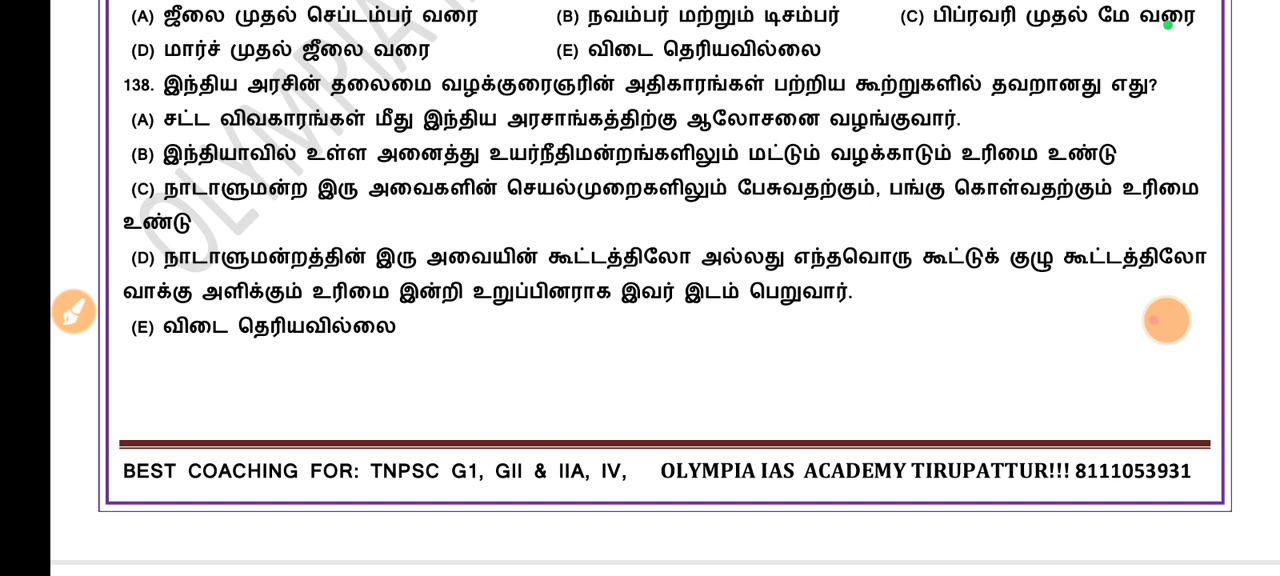 (A) ஜீலை முதல் செப்டம்பர் வரை (B) நவம்பர் மற்றும் டிசம்பர் (C) பிப்ரவரி முதல் மே வரை
(D) மார்ச் முதல் ஜீலை வரை (E) விடை தெரியவில்லை
138. இந்திய அரசின் தலைமை வழக்குரைஞரின் அதிகாரங்கள் பற்றிய கூற்றுகளில் தவறானது எது?
(A) சட்ட விவகாரங்கள் மீது இந்திய அரசாங்கத்திற்கு ஆலோசனை வழங்குவார்.
(B) இந்தியாவில் உள்ள அனைத்து உயர்நீதிமன்றங்களிலும் மட்டும் வழக்காடும் உரிமை உண்டு
(C) நாடாளுமன்ற இரு அவைகளின் செயல்முறைகளிலும் பேசுவதற்கும், பங்கு கொள்வதற்கும் உரிமை
உண்டு
(D) நாடாளுமன்றத்தின் இரு அவையின் கூட்டத்திலோ அல்லது எந்தவொரு கூட்டுக் குழு கூட்டத்திலோ
வாக்கு அளிக்கும் உரிமை இன்றி உறுப்பினராக இவர் இடம் பெறுவார்.
(E) விடை தெரியவில்லை
OLYMPIA
BEST COACHING FOR: TNPSC G1, GII & IIA, IV, OLYMPIA IAS ACADEMY TIRUPATTUR!!! 8111053931